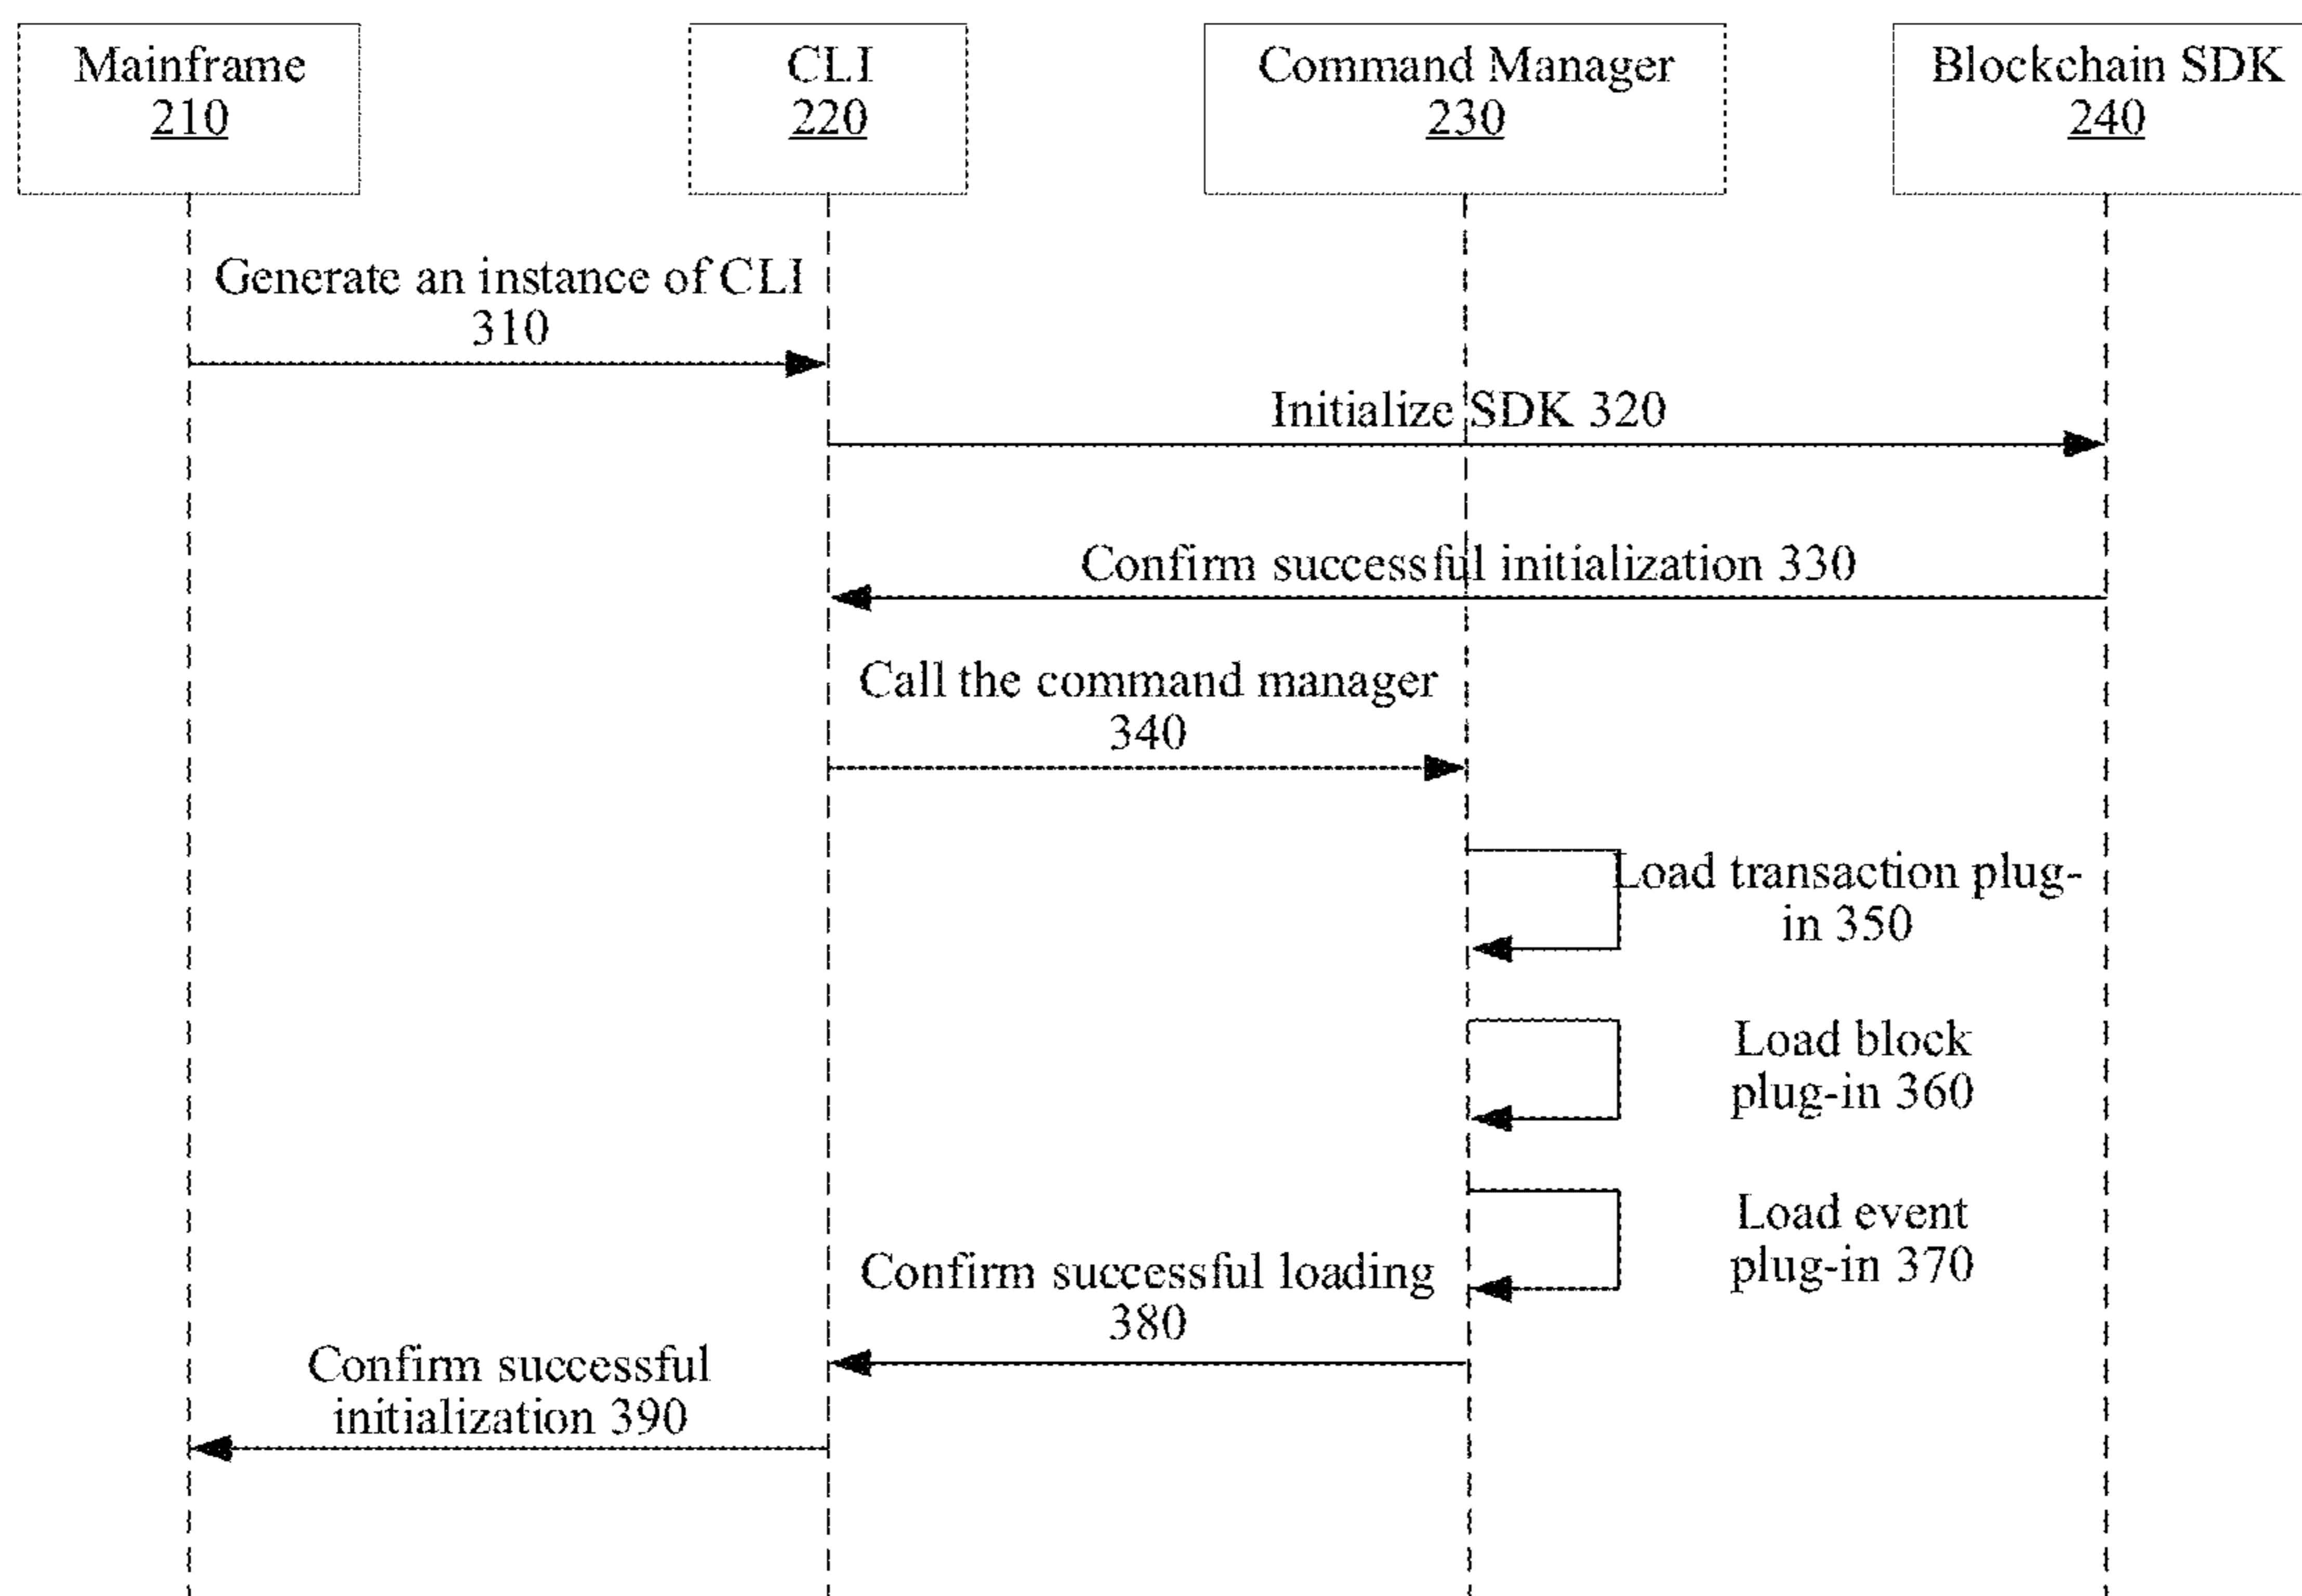 Mainframe
210
CLI
220
Command Manager
230
Blockchain SDK
240
Generate an instance of CLI
310
Initialize SDK 320
Confirm successful initialization 330
Call the command manager
340
Load transaction plug-
in 350
Load block
plug-in 360
Load event
plug-in 370
Confirm successful loading
380
Confirm successful
initialization 390